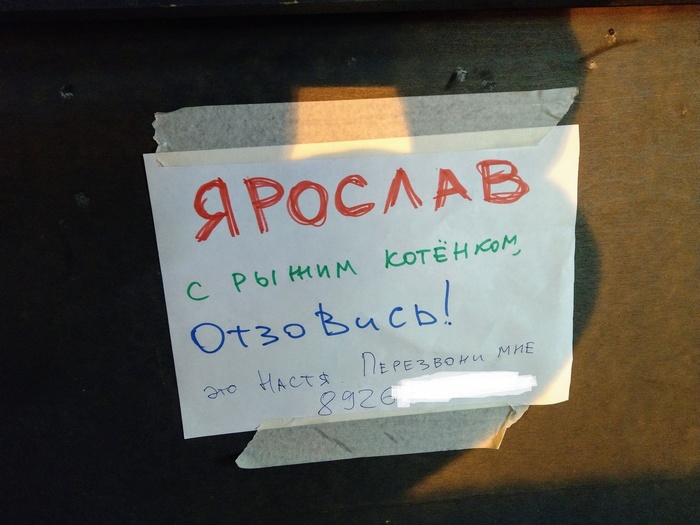 ЯРОСЛАВ
С РЫЖИМ КОТЁНКОМ,
ОтзОВись!
это НАСТЯ. ПЕРЕЗВОНИ МНЕ
8926